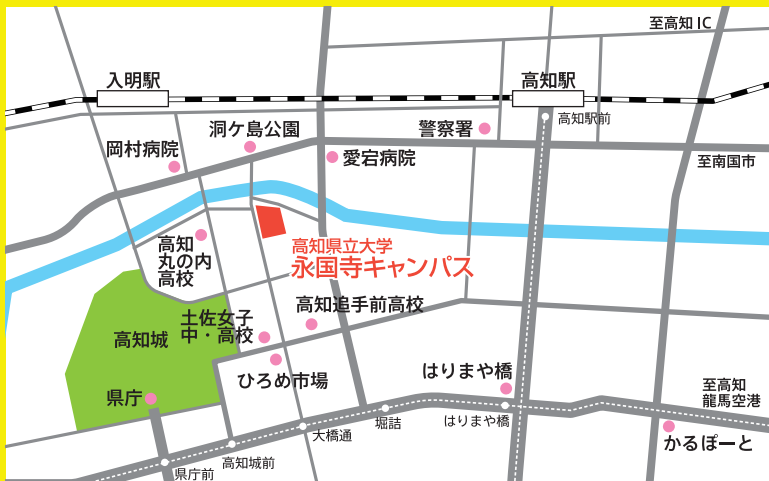 至高知 IC
入明駅
高知駅
高知駅前
洞ケ島公園
警察署
岡村病院
愛宕病院
至南国市
高知
丸の内
高校
高知県立大学
永国寺キャンパス
高知追手前高校
土佐女子
中・高校
高知城
ひろめ市場
はりまや橋
県庁
至高知
龍馬空港
堀詰
はりまや橋
大橋通
かるぽーと
高知城前
県庁前